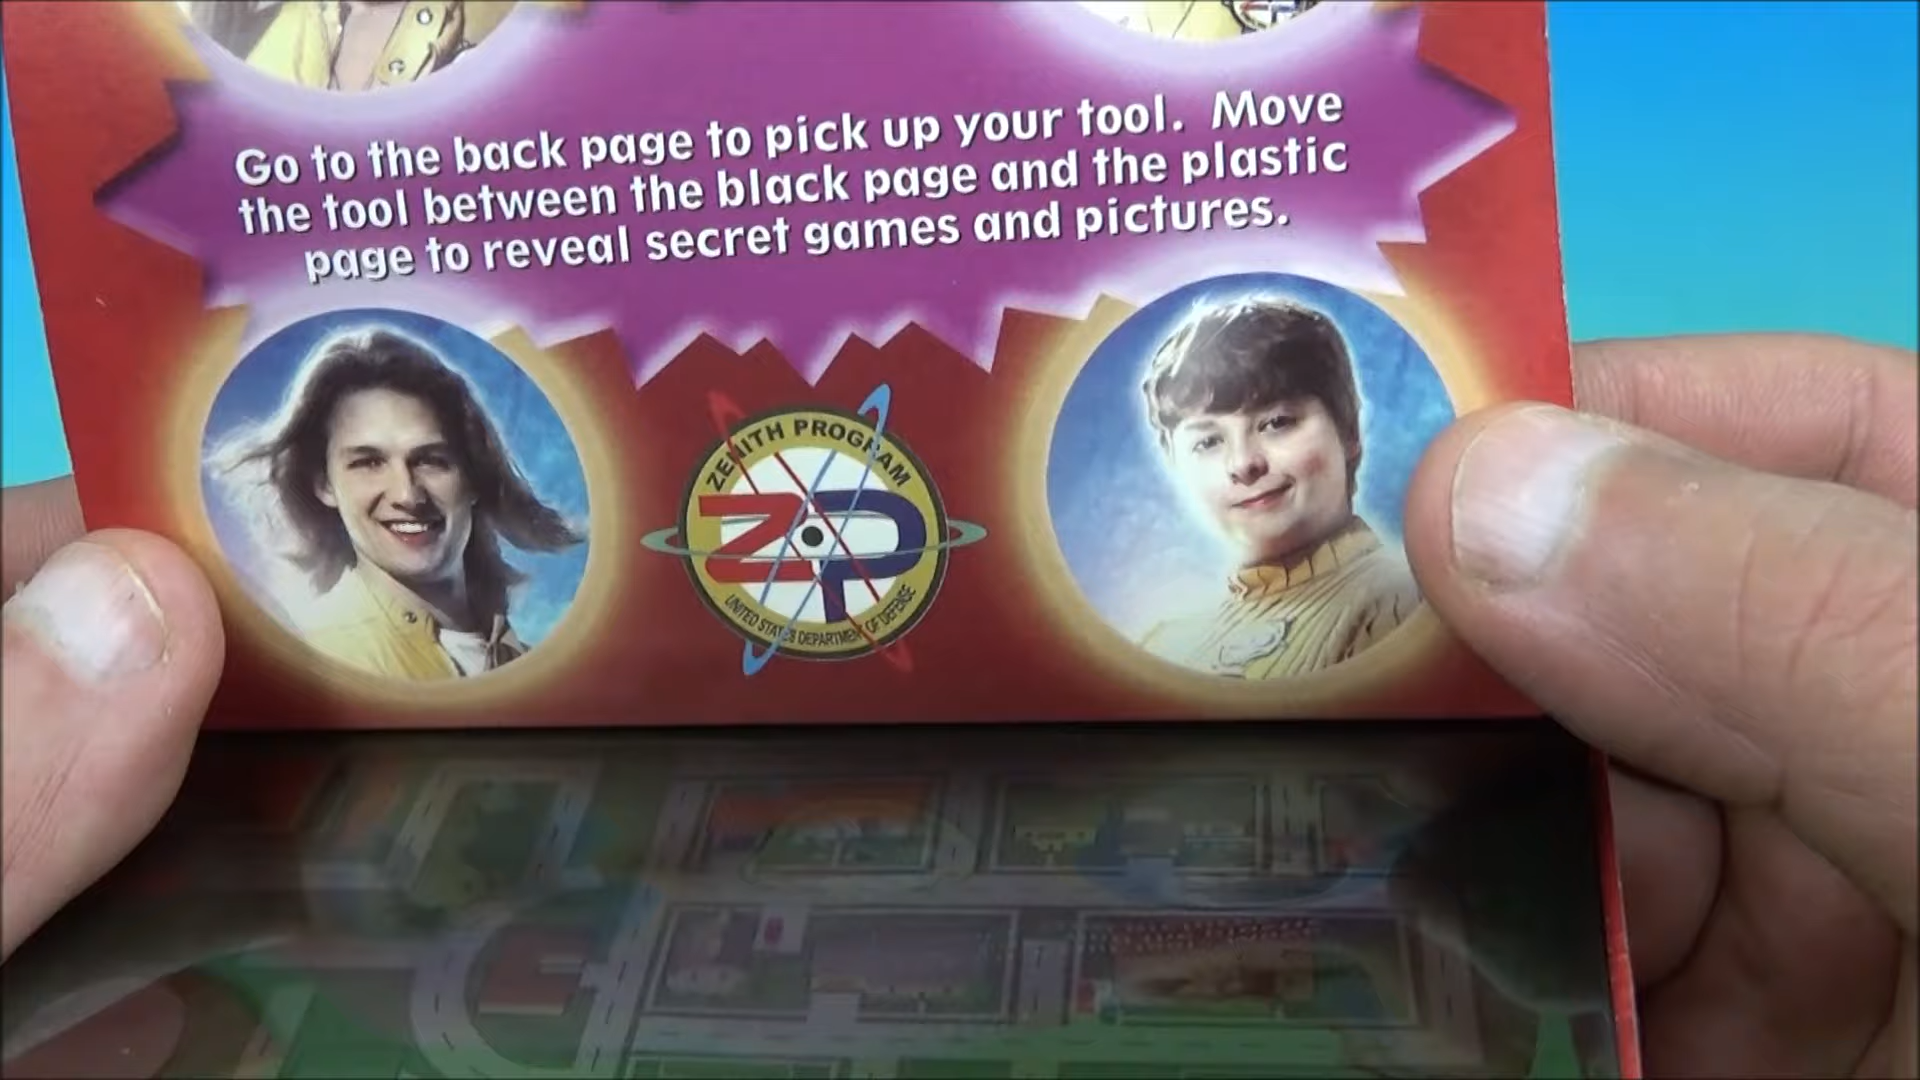 Go to the back page to pick up your tool. Move
the tool between the black page and the plastic
page to reveal secret games and pictures.
ZENITH PROGRAM
ZP
UNITED STATES DEPARTMENT OF DEFENSE